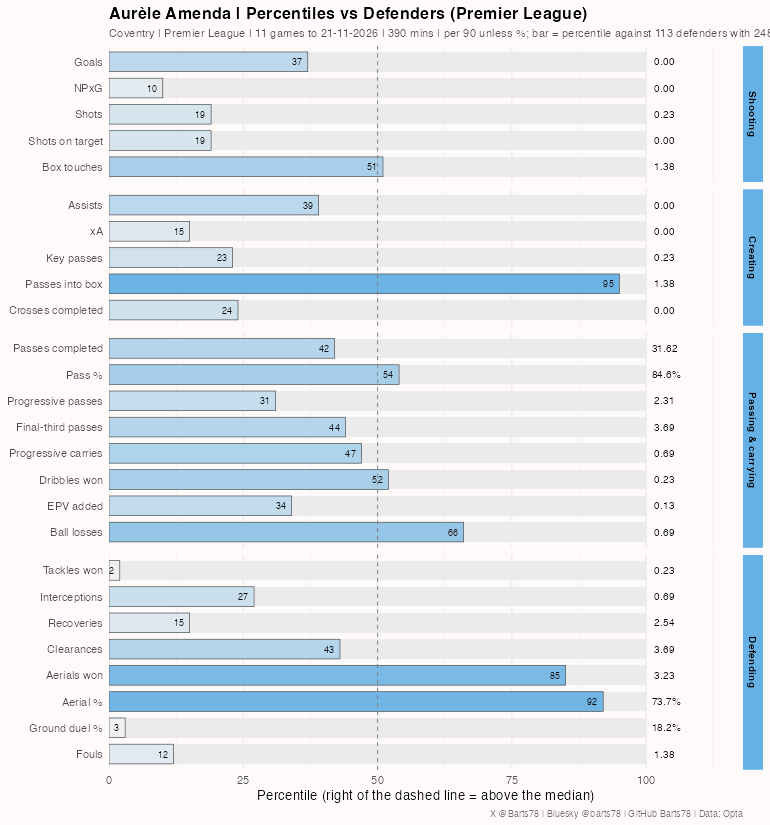 Aurèle Amenda | Percentiles vs Defenders (Premier League)
Coventry | Premier League | 11 games to 21-11-2026 | 390 mins | per 90 unless %; bar = percentile against 113 defenders with 248
Goals 37 0.00
NPxG 10 0.00
Shots 19 0.23
Shots on target 19 0.00
Box touches 51 1.38
Shooting
Assists 39 0.00
xA 15 0.00
Key passes 23 0.23
Passes into box 95 1.38
Crosses completed 24 0.00
Creating
Passes completed 42 31.62
Pass % 54 84.6%
Progressive passes 31 2.31
Final-third passes 44 3.69
Progressive carries 47 0.69
Dribbles won 52 0.23
EPV added 34 0.13
Ball losses 66 0.69
Passing & carrying
Tackles won 2 0.23
Interceptions 27 0.69
Recoveries 15 2.54
Clearances 43 3.69
Aerials won 85 3.23
Aerial % 92 73.7%
Ground duel % 3 18.2%
Fouls 12 1.38
Defending
0 25 50 75 100
Percentile (right of the dashed line = above the median)
X @Barts78 | Bluesky @barts78 | GitHub Barts78 | Data: Opta